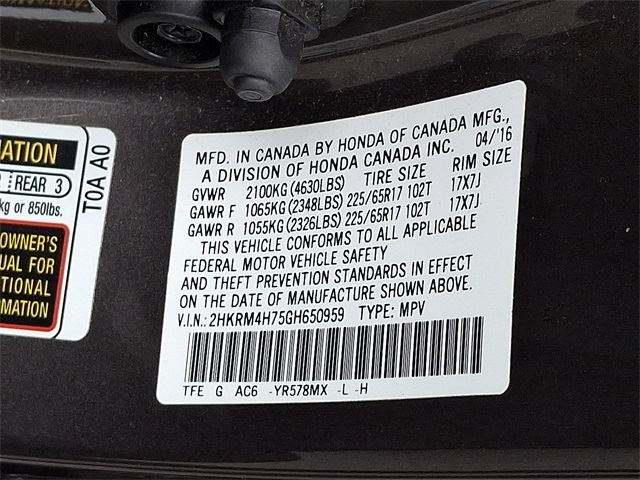 ATION
REAR 3
kg or 850lbs.
OWNER'S
UAL FOR
TIONAL
MATION
T0A A0
MFD. IN CANADA BY HONDA OF CANADA MFG.,
A DIVISION OF HONDA CANADA INC. 04/'16
GVWR 2100KG(4630LBS) TIRE SIZE RIM SIZE
GAWR F 1065KG(2348LBS) 225/65R17 102T 17X7J
GAWR R 1055KG(2326LBS) 225/65R17 102T 17X7J
THIS VEHICLE CONFORMS TO ALL APPLICABLE
FEDERAL MOTOR VEHICLE SAFETY
AND THEFT PREVENTION STANDARDS IN EFFECT
ON THE DATE OF MANUFACTURE SHOWN ABOVE.
V.I.N.:2HKRM4H75GH650959 TYPE: MPV
TFE G AC6 -YR578MX -L -H